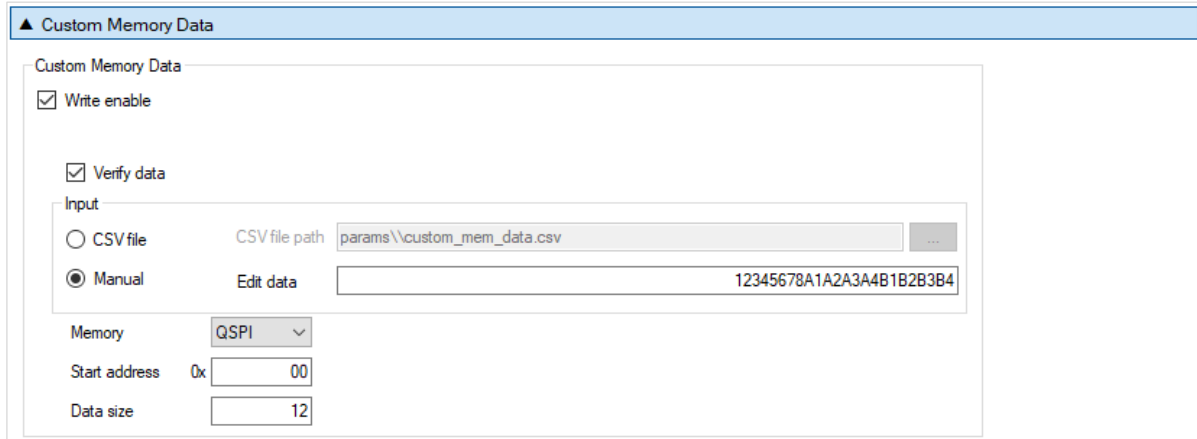 ▲ Custom Memory Data
Custom Memory Data
Write enable
Verify data
Input
CSV file CSV file path params\\custom_mem_data.csv ...
Manual Edit data 12345678A1A2A3A4B1B2B3B4
Memory QSPI
Start address 0x 00
Data size 12